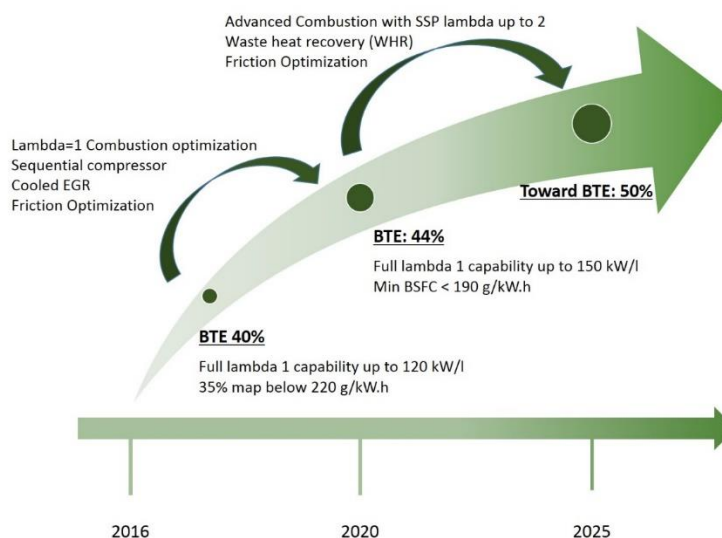 Advanced Combustion with SSP lambda up to 2
Waste heat recovery (WHR)
Friction Optimization
Lambda=1 Combustion optimization
Sequential compressor
Cooled EGR
Friction Optimization
Toward BTE: 50%
BTE: 44%
Full lambda 1 capability up to 150 kW/l
Min BSFC < 190 g/kW.h
BTE 40%
Full lambda 1 capability up to 120 kW/l
35% map below 220 g/kW.h
2016
2020
2025